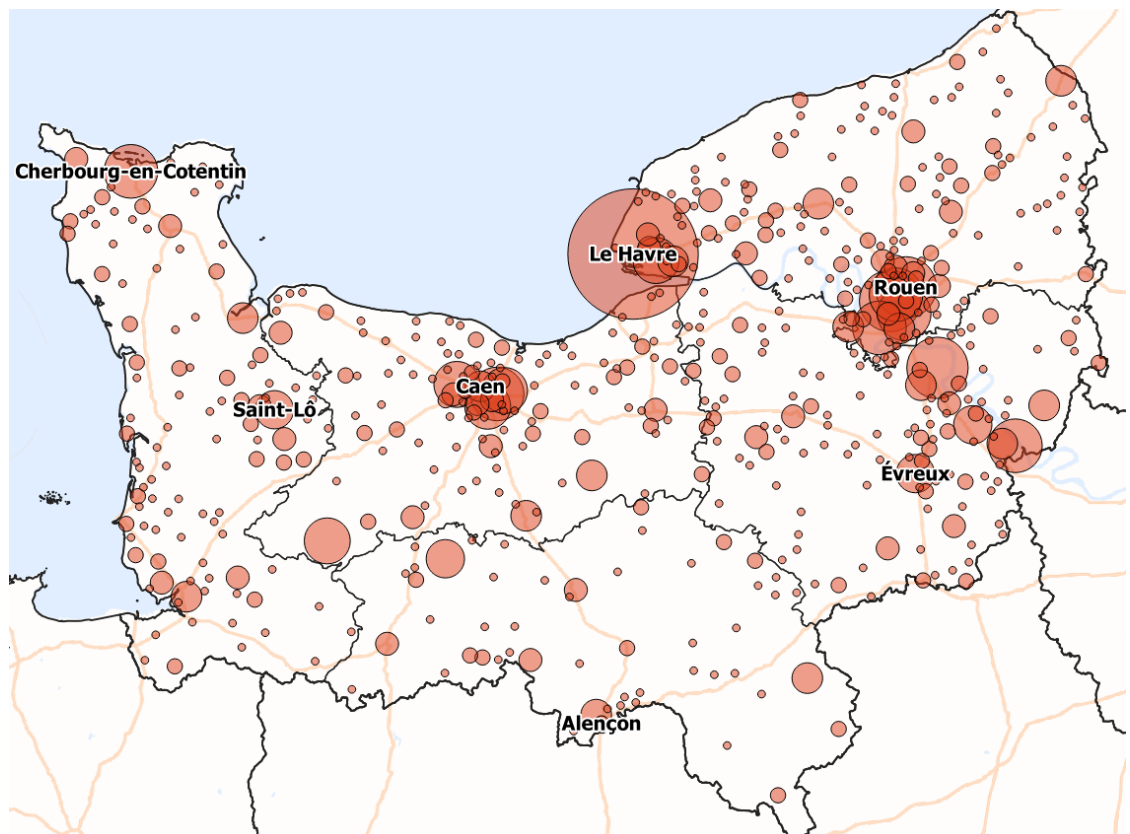 Cherbourg-en-Cotentin
Le Havre
Rouen
Caen
Saint-Lô
Évreux
Alençon